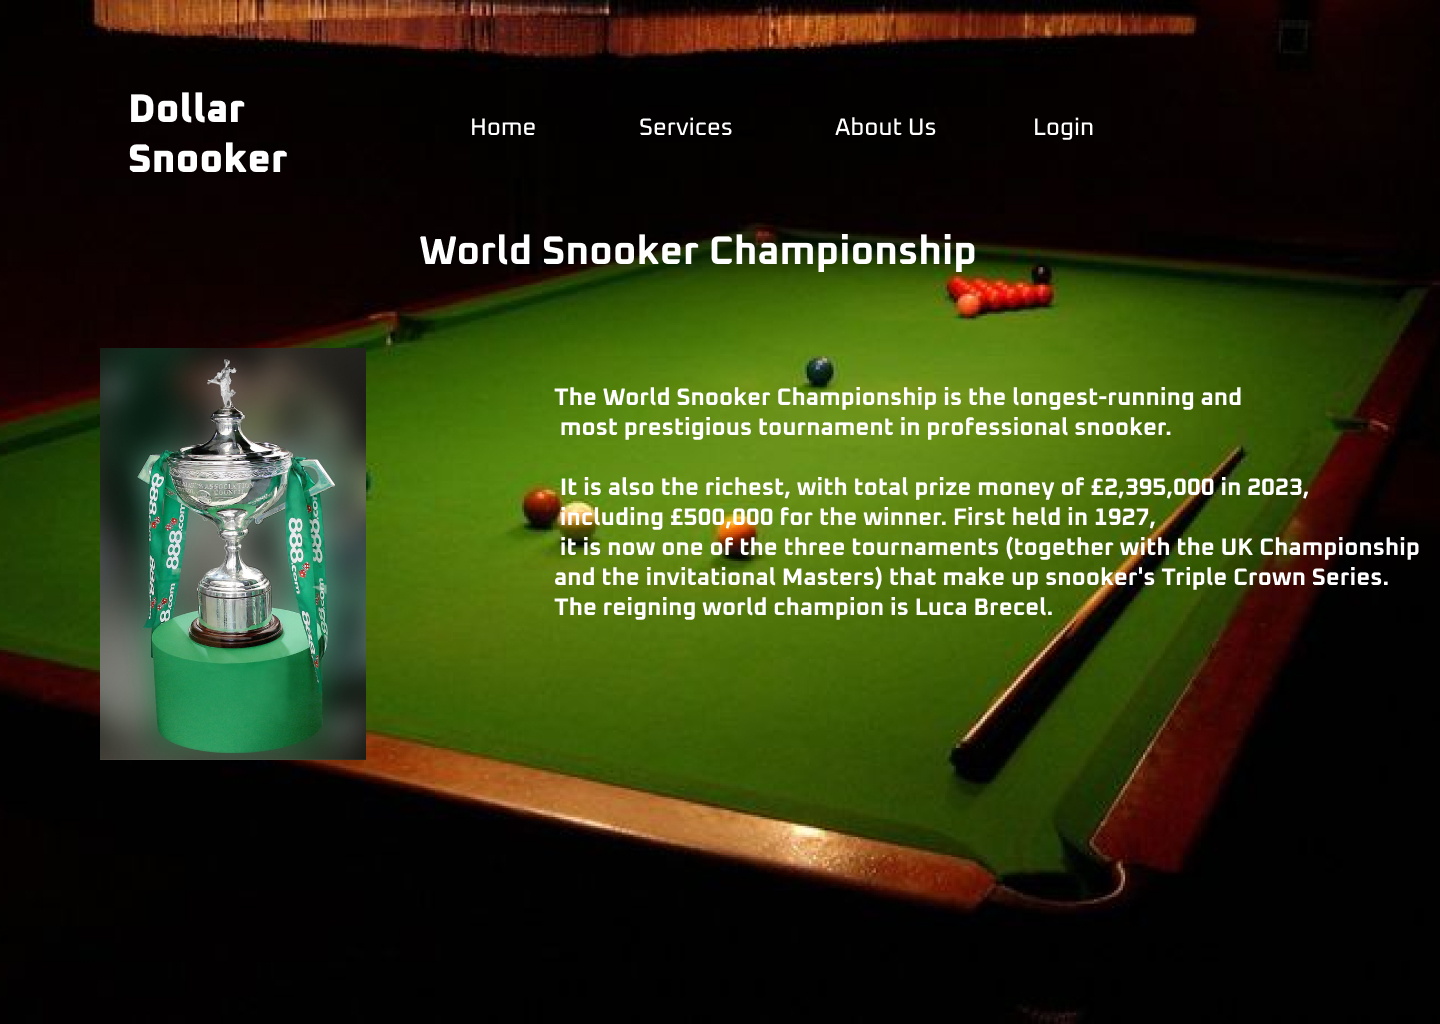 Dollar
Snooker
Home Services About Us Login
World Snooker Championship
The World Snooker Championship is the longest-running and
most prestigious tournament in professional snooker.
It is also the richest, with total prize money of £2,395,000 in 2023,
including £500,000 for the winner. First held in 1927,
it is now one of the three tournaments (together with the UK Championship
and the invitational Masters) that make up snooker's Triple Crown Series.
The reigning world champion is Luca Brecel.
888
888.com
888
.com
888
8.com